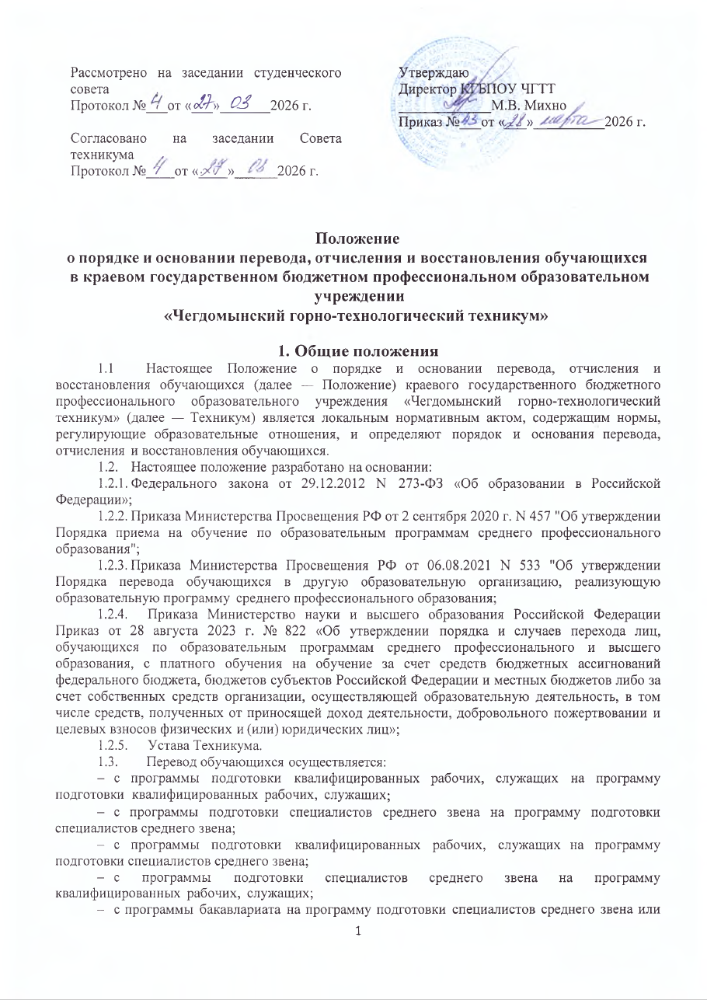 Рассмотрено на заседании студенческого
совета
Протокол № 4 от «27» 03 2026 г.
Согласовано на заседании Совета
техникума
Протокол № 4 от «27» 03 2026 г.
Утверждаю
Директор КГБПОУ ЧГТТ
М.В. Михно
Приказ № 43 от «28» марта 2026 г.
Положение
о порядке и основании перевода, отчисления и восстановления обучающихся
в краевом государственном бюджетном профессиональном образовательном
учреждении
«Чегдомынский горно-технологический техникум»
1. Общие положения
1.1 Настоящее Положение о порядке и основании перевода, отчисления и
восстановления обучающихся (далее — Положение) краевого государственного бюджетного
профессионального образовательного учреждения «Чегдомынский горно-технологический
техникум» (далее — Техникум) является локальным нормативным актом, содержащим нормы,
регулирующие образовательные отношения, и определяют порядок и основания перевода,
отчисления и восстановления обучающихся.
1.2. Настоящее положение разработано на основании:
1.2.1. Федерального закона от 29.12.2012 N 273-ФЗ «Об образовании в Российской
Федерации»;
1.2.2. Приказа Министерства Просвещения РФ от 2 сентября 2020 г. N 457 "Об утверждении
Порядка приема на обучение по образовательным программам среднего профессионального
образования";
1.2.3. Приказа Министерства Просвещения РФ от 06.08.2021 N 533 "Об утверждении
Порядка перевода обучающихся в другую образовательную организацию, реализующую
образовательную программу среднего профессионального образования;
1.2.4. Приказа Министерство науки и высшего образования Российской Федерации
Приказ от 28 августа 2023 г. № 822 «Об утверждении порядка и случаев перехода лиц,
обучающихся по образовательным программам среднего профессионального и высшего
образования, с платного обучения на обучение за счет средств бюджетных ассигнований
федерального бюджета, бюджетов субъектов Российской Федерации и местных бюджетов либо за
счет собственных средств организации, осуществляющей образовательную деятельность, в том
числе средств, полученных от приносящей доход деятельности, добровольного пожертвовании и
целевых взносов физических и (или) юридических лиц»;
1.2.5. Устава Техникума.
1.3. Перевод обучающихся осуществляется:
– с программы подготовки квалифицированных рабочих, служащих на программу
подготовки квалифицированных рабочих, служащих;
– с программы подготовки специалистов среднего звена на программу подготовки
специалистов среднего звена;
– с программы подготовки квалифицированных рабочих, служащих на программу
подготовки специалистов среднего звена;
– с программы подготовки специалистов среднего звена на программу
квалифицированных рабочих, служащих;
– с программы бакавлариата на программу подготовки специалистов среднего звена или
1